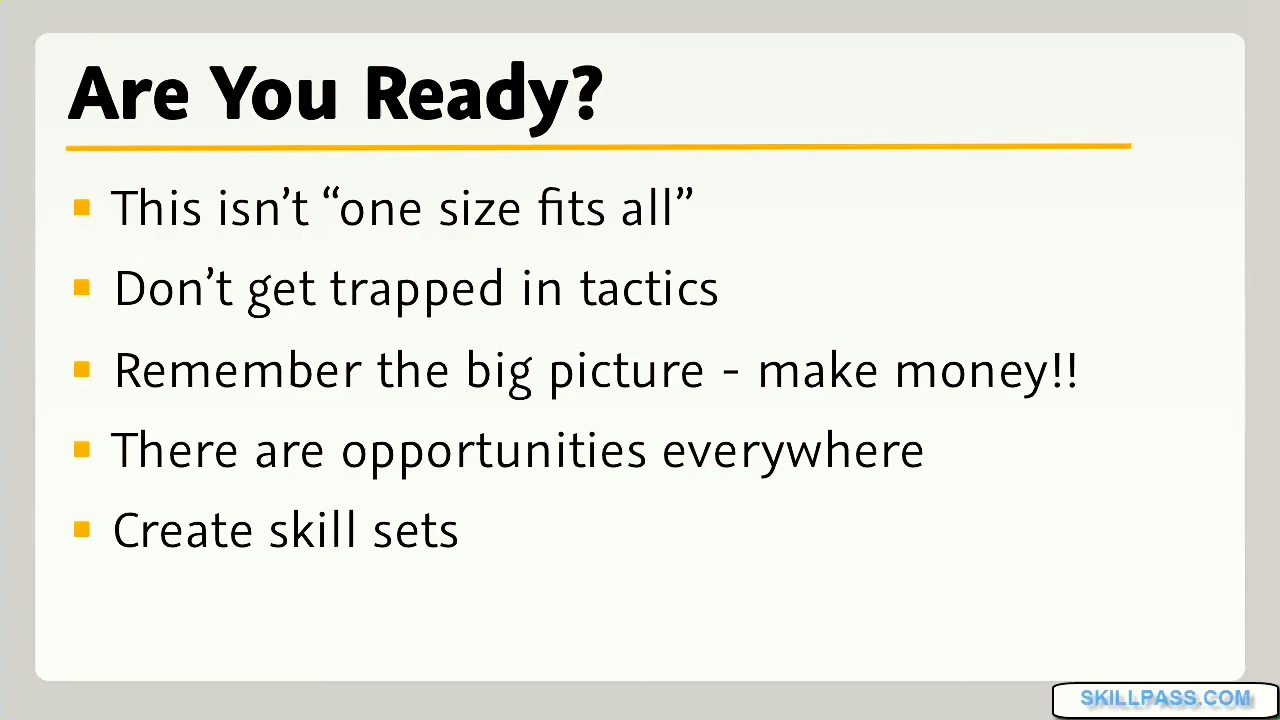 Are You Ready?
This isn’t “one size fits all”
Don’t get trapped in tactics
Remember the big picture - make money!!
There are opportunities everywhere
Create skill sets
SKILLPASS.COM